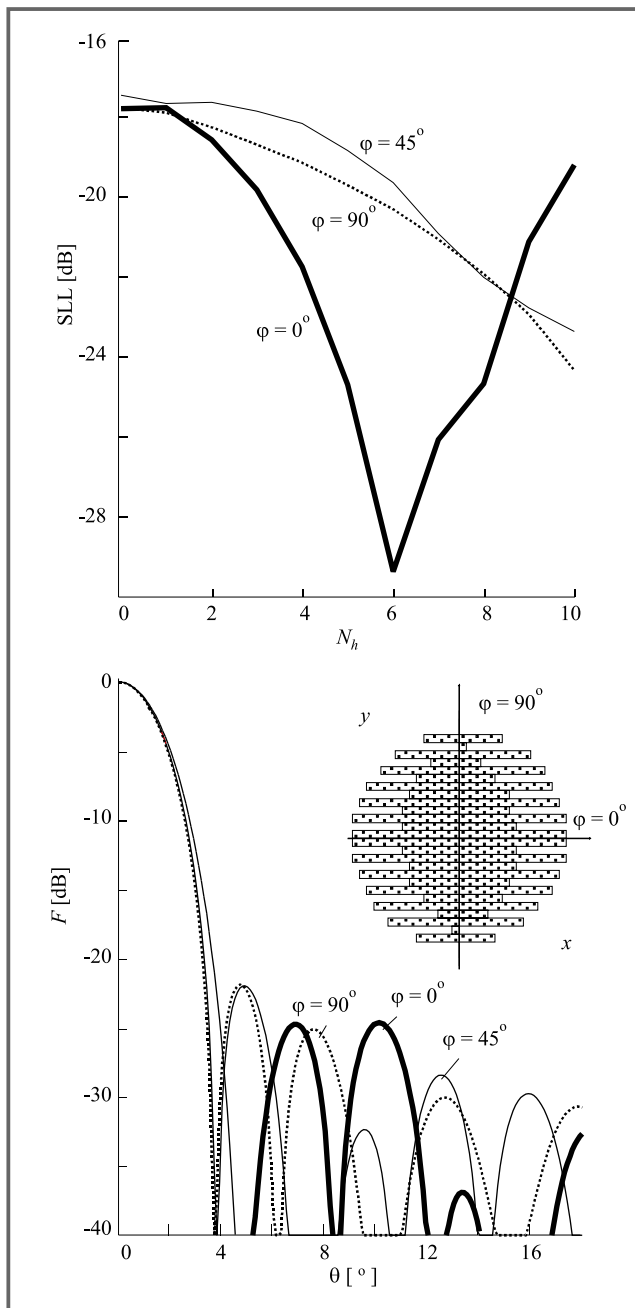 -16
φ = 45°
-20
φ = 90°
SLL [dB]
φ = 0°
-24
-28
0 2 4 6 8 10
N_h
0
φ = 90°
y
φ = 0°
-10
F [dB]
x
-20
φ = 90°
φ = 0°
φ = 45°
-30
-40
0 4 8 12 16
θ [ ° ]